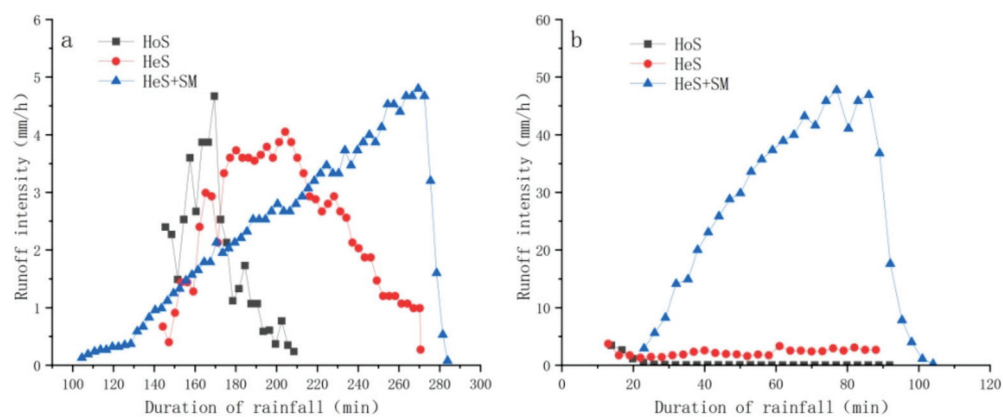 a
HoS
HeS
HeS+SM
Runoff intensity (mm/h)
6
5
4
3
2
1
0
100 120 140 160 180 200 220 240 260 280 300
Duration of rainfall (min)
b
HoS
HeS
HeS+SM
Runoff intensity (mm/h)
60
50
40
30
20
10
0
0 20 40 60 80 100 120
Duration of rainfall (min)